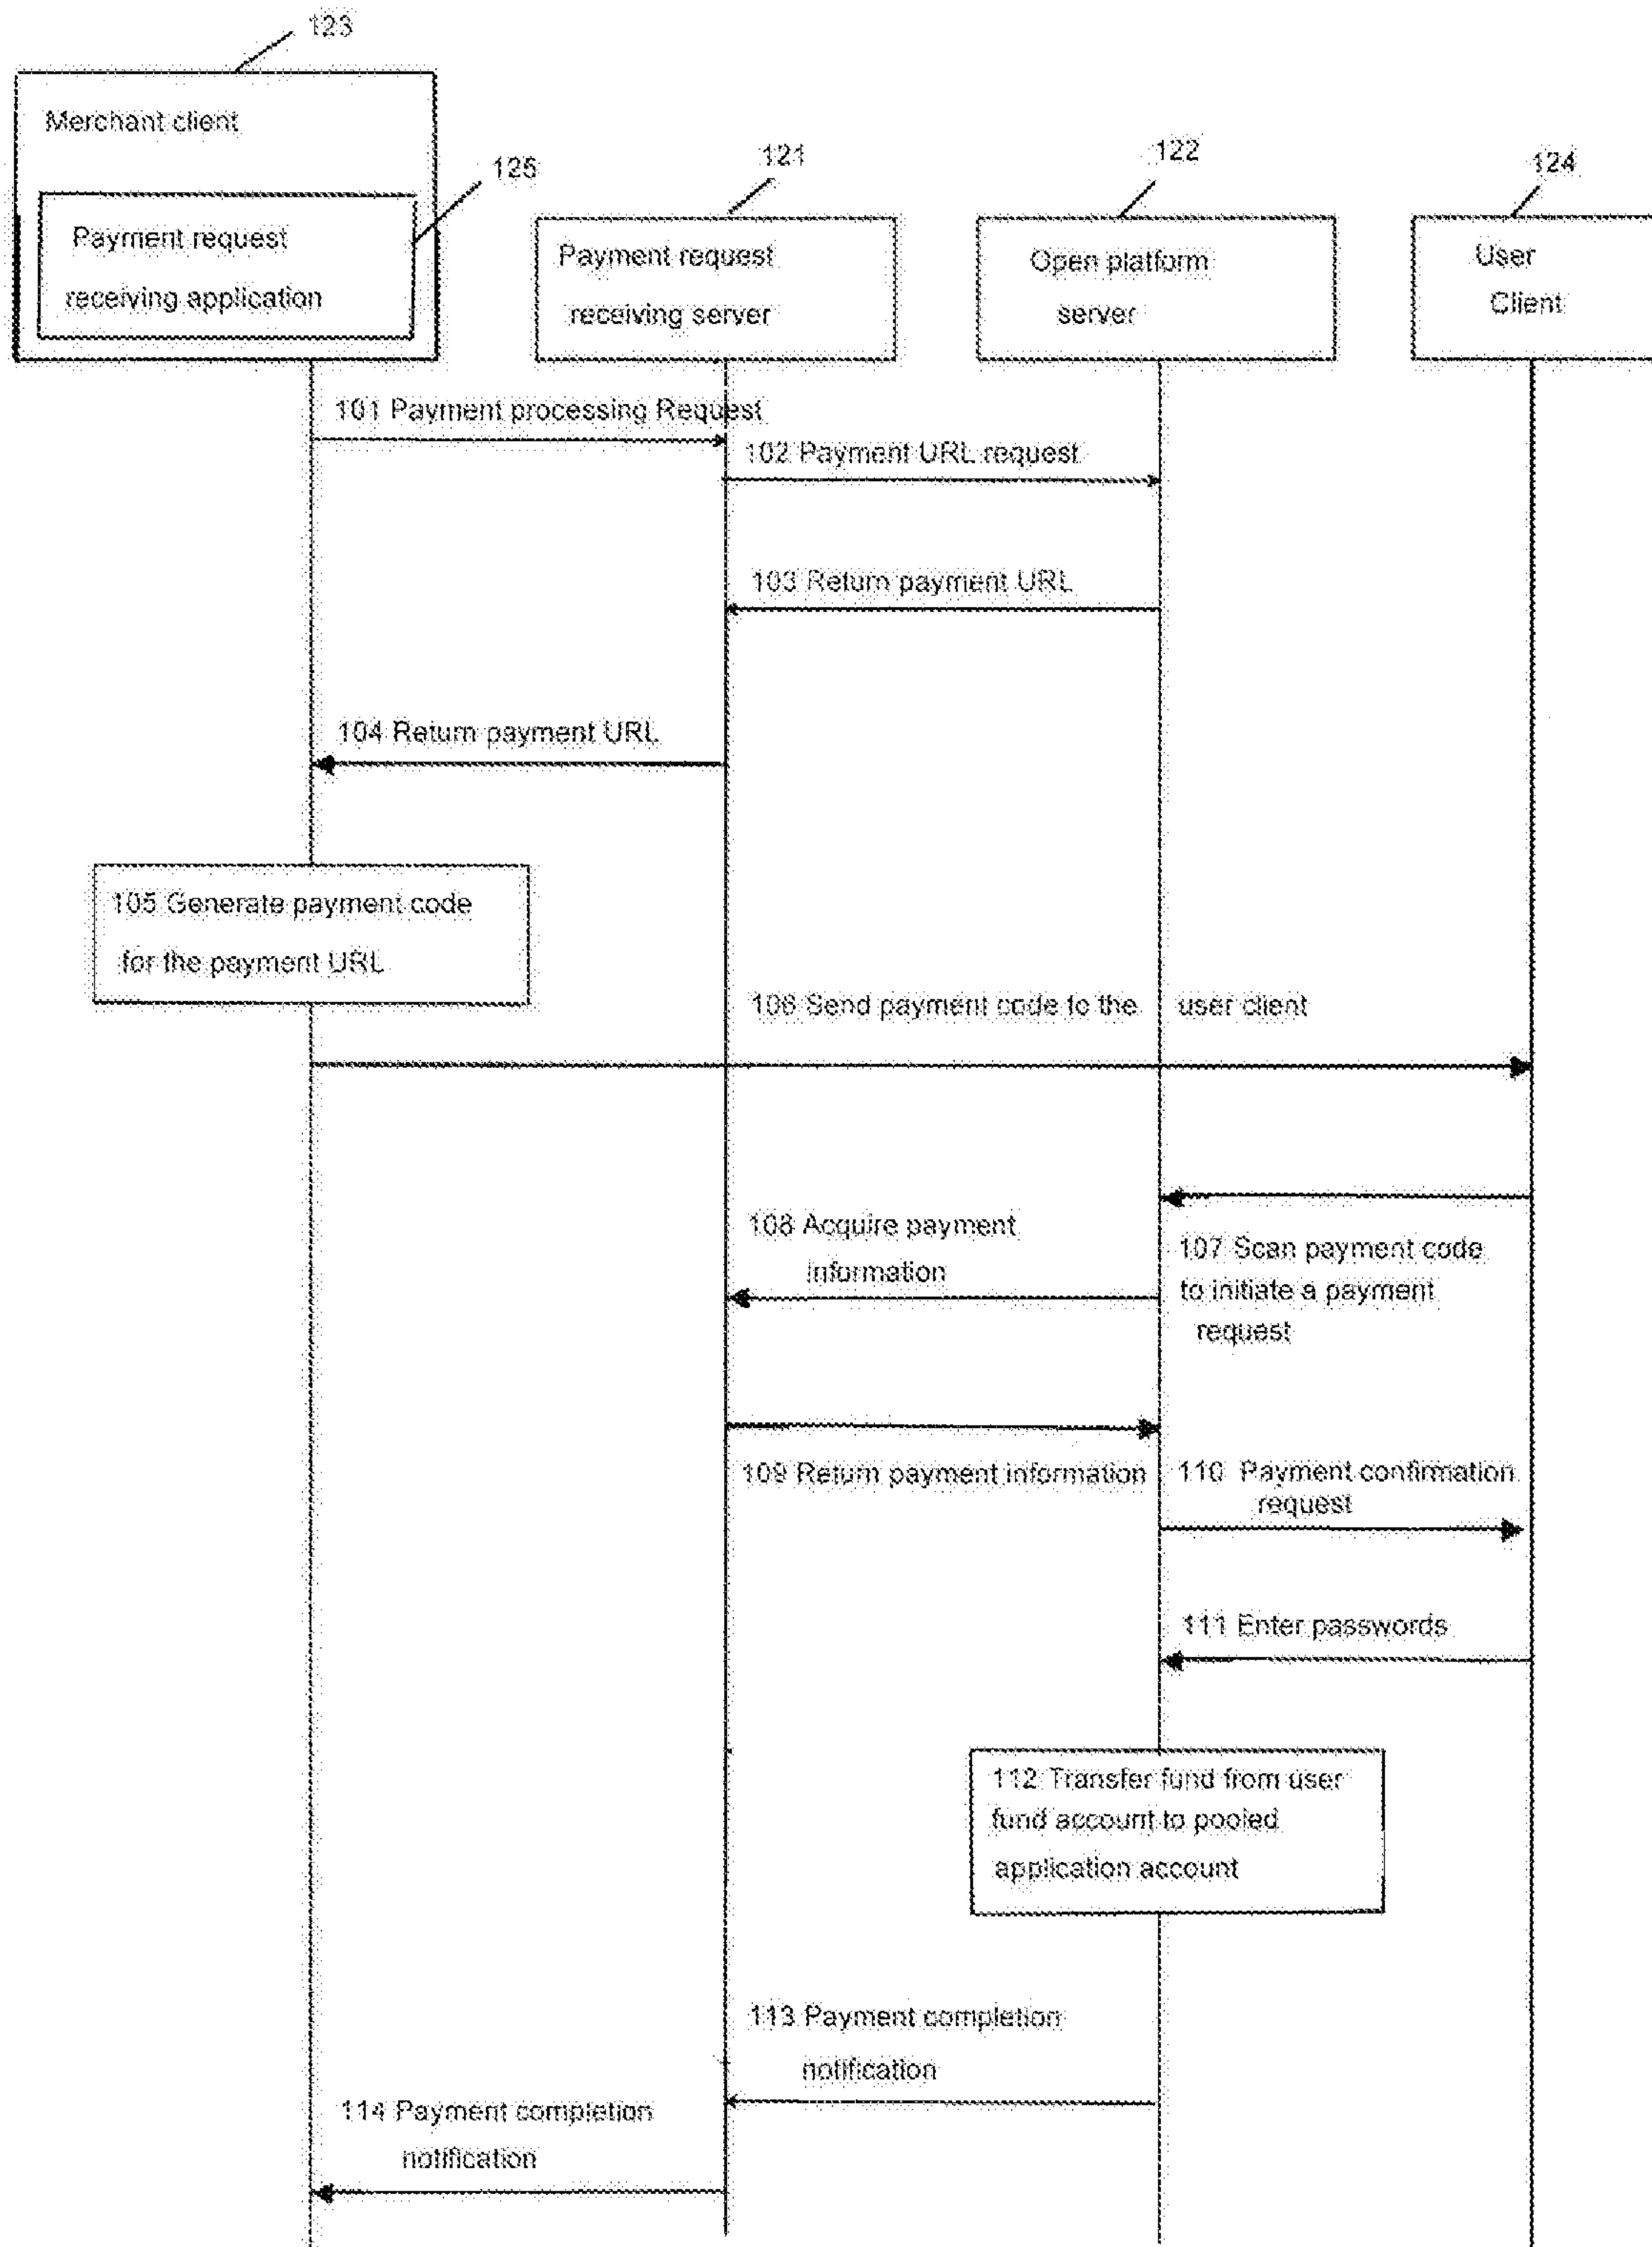 123
Merchant client
125
Payment request
receiving application
121
Payment request
receiving server
122
Open platform
server
124
User
Client
101 Payment processing Request
102 Payment URL request
103 Return payment URL
104 Return payment URL
105 Generate payment code
for the payment URL
106 Send payment code to the user client
107 Scan payment code
to initiate a payment
request
108 Acquire payment
information
109 Return payment information
110 Payment confirmation
request
111 Enter passwords
112 Transfer fund from user
fund account to pooled
application account
113 Payment completion
notification
114 Payment completion
notification